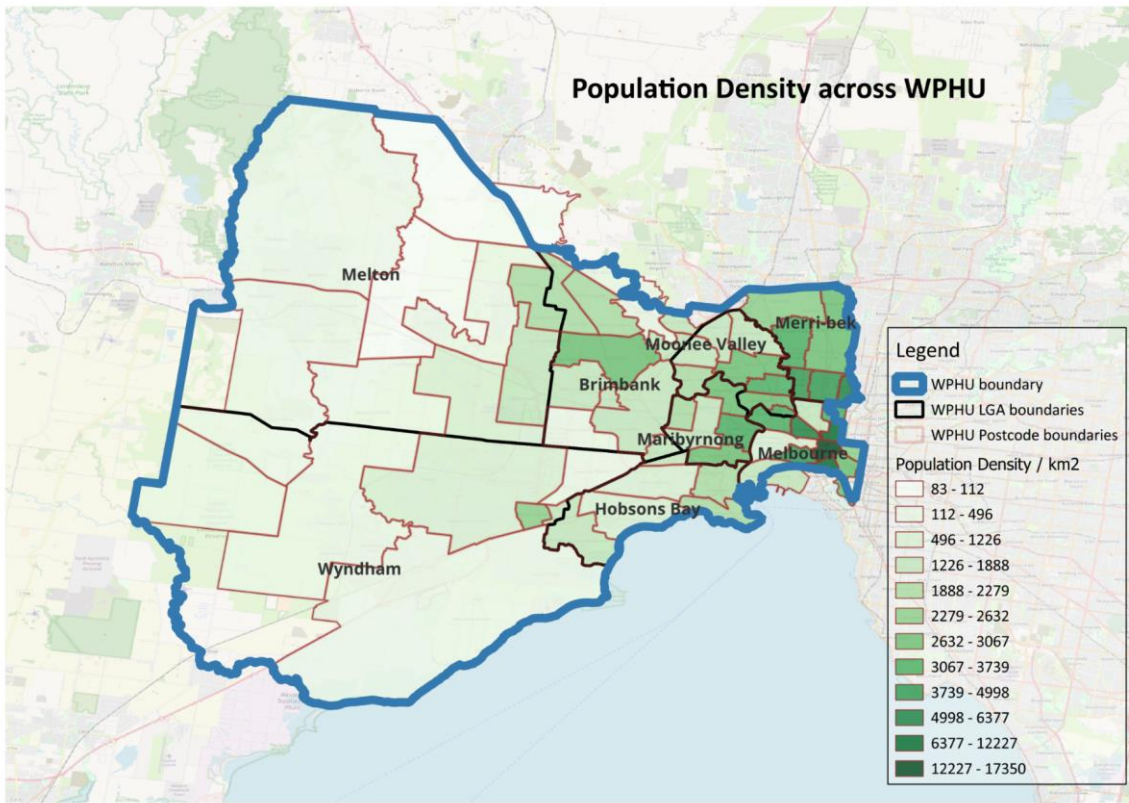 Population Density across WPHU
Melton
Merri-bek
Moonee Valley
Brimbank
Maribyrnong
Melbourne
Hobsons Bay
Wyndham
Legend
WPHU boundary
WPHU LGA boundaries
WPHU Postcode boundaries
Population Density / km2
83 - 112
112 - 496
496 - 1226
1226 - 1888
1888 - 2279
2279 - 2632
2632 - 3067
3067 - 3739
3739 - 4998
4998 - 6377
6377 - 12227
12227 - 17350